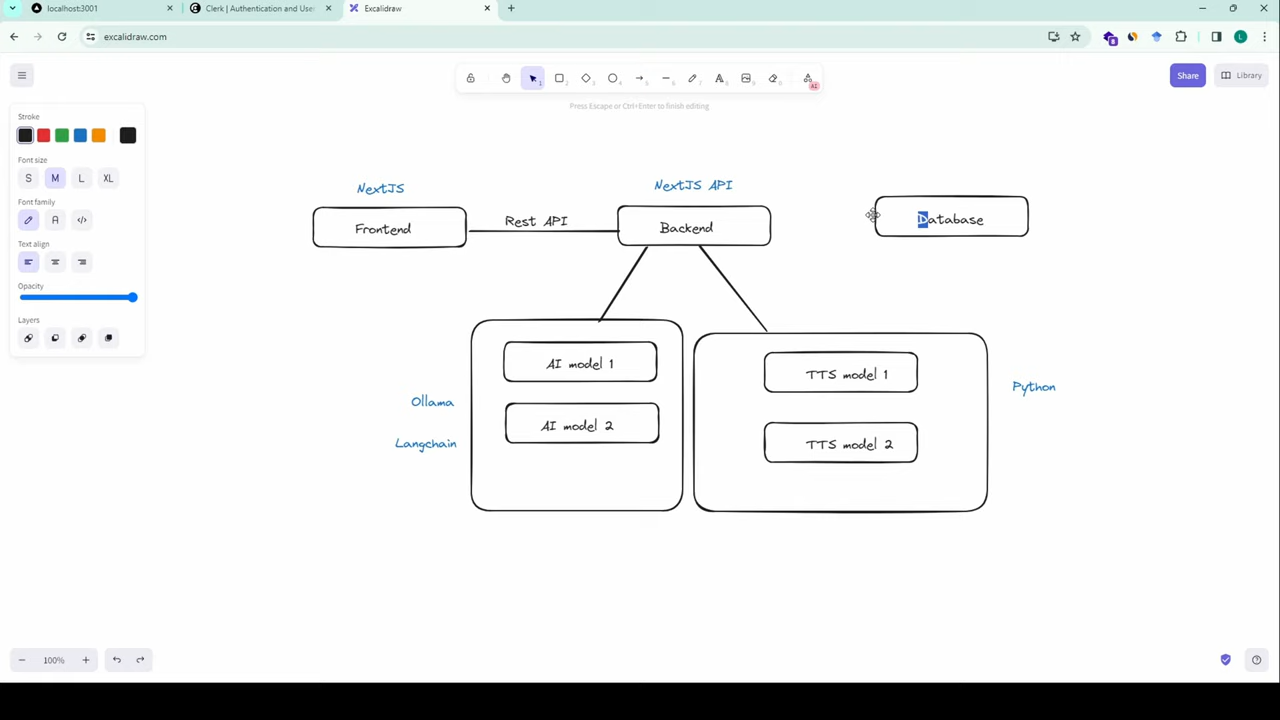 localhost:3001
Clerk | Authentication and Use
Excalidraw
excalidraw.com
Share
Library
Press Escape or Ctrl+Enter to finish editing
Stroke
Font size
S M L XL
Font family
A
Text align
Opacity
Layers
NextJS
NextJS API
Frontend
Rest API
Backend
Database
AI model 1
AI model 2
Ollama
Langchain
TTS model 1
TTS model 2
Python
100%